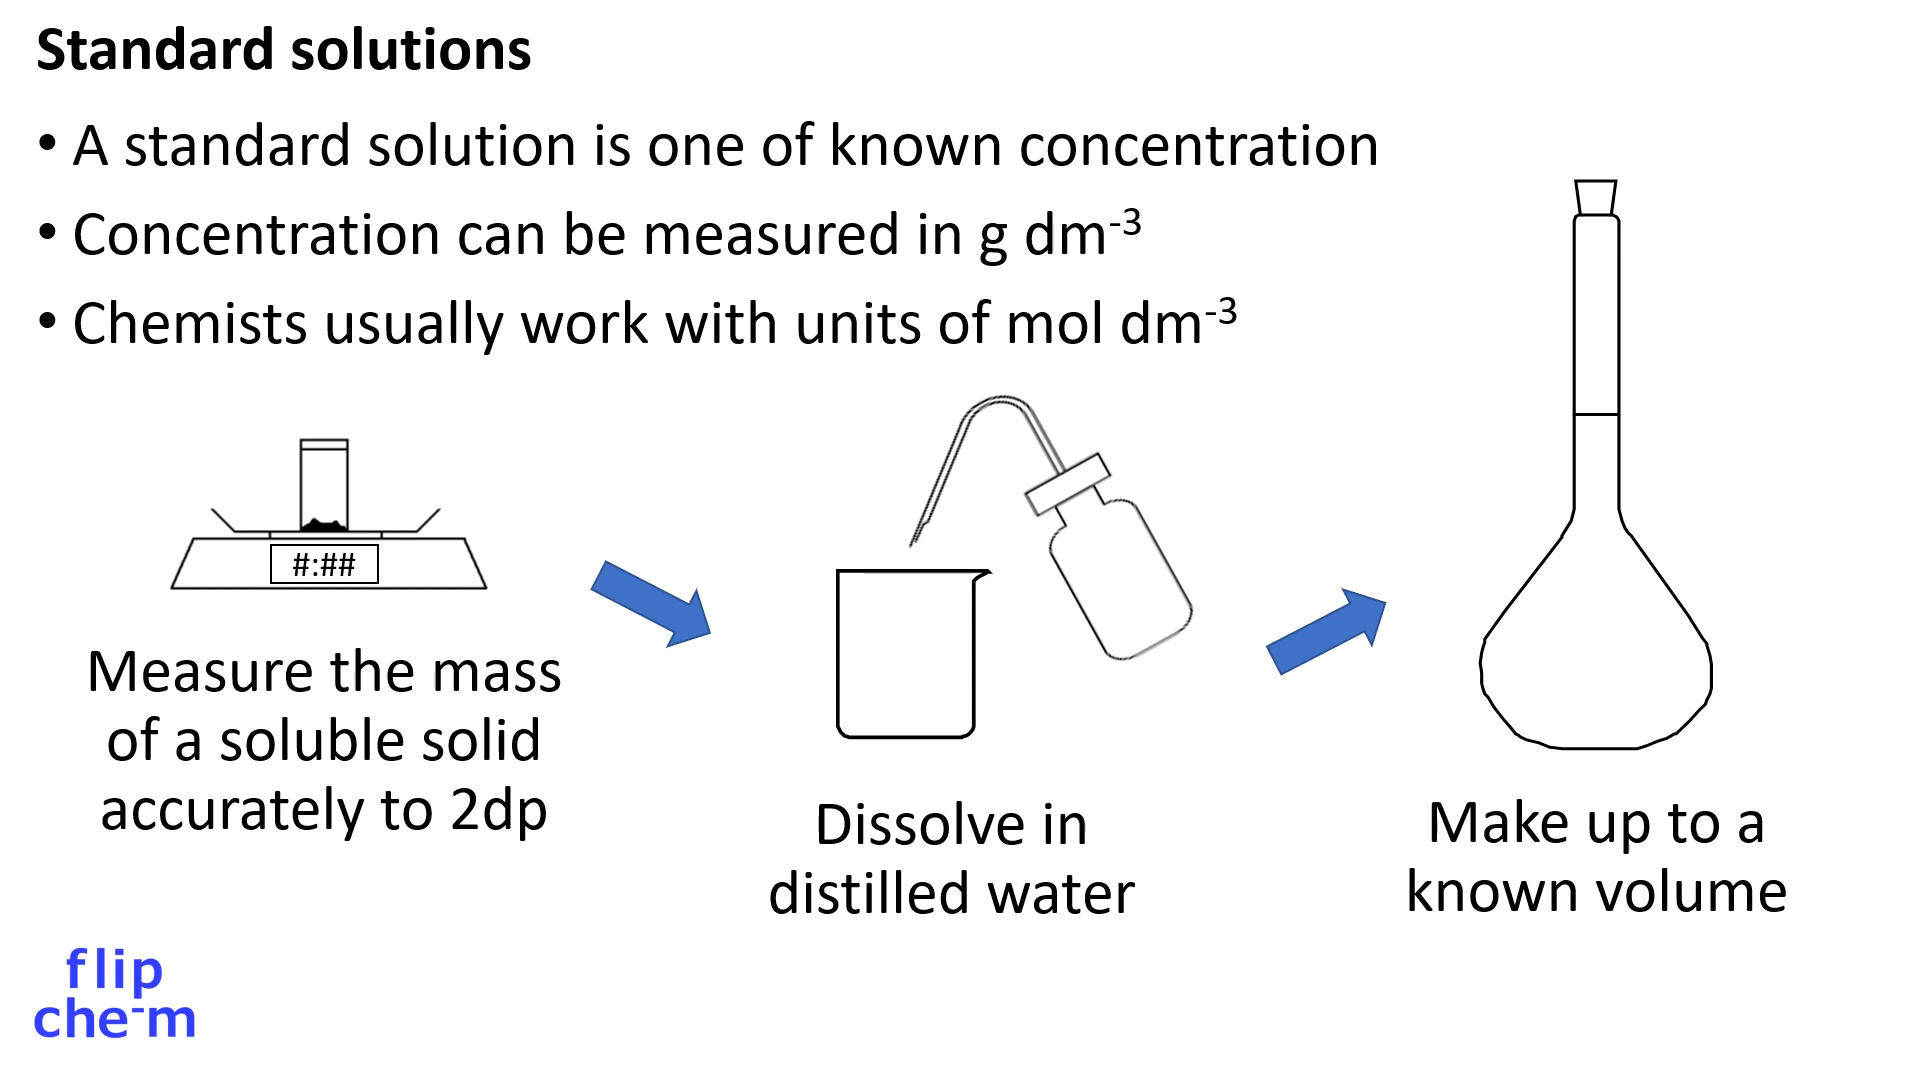 Standard solutions
• A standard solution is one of known concentration
• Concentration can be measured in g dm⁻³
• Chemists usually work with units of mol dm⁻³
#:##
Measure the mass
of a soluble solid
accurately to 2dp
Dissolve in
distilled water
Make up to a
known volume
flip
che-m